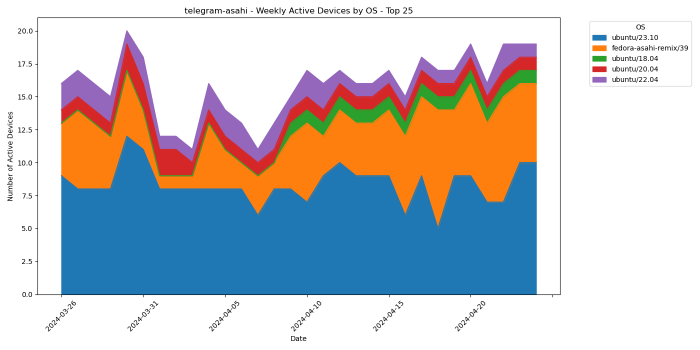 telegram-asahi - Weekly Active Devices by OS - Top 25
OS
ubuntu/23.10
fedora-asahi-remix/39
ubuntu/18.04
ubuntu/20.04
ubuntu/22.04
Number of Active Devices
20.0
17.5
15.0
12.5
10.0
7.5
5.0
2.5
0.0
2024-03-26
2024-03-31
2024-04-05
2024-04-10
2024-04-15
2024-04-20
Date